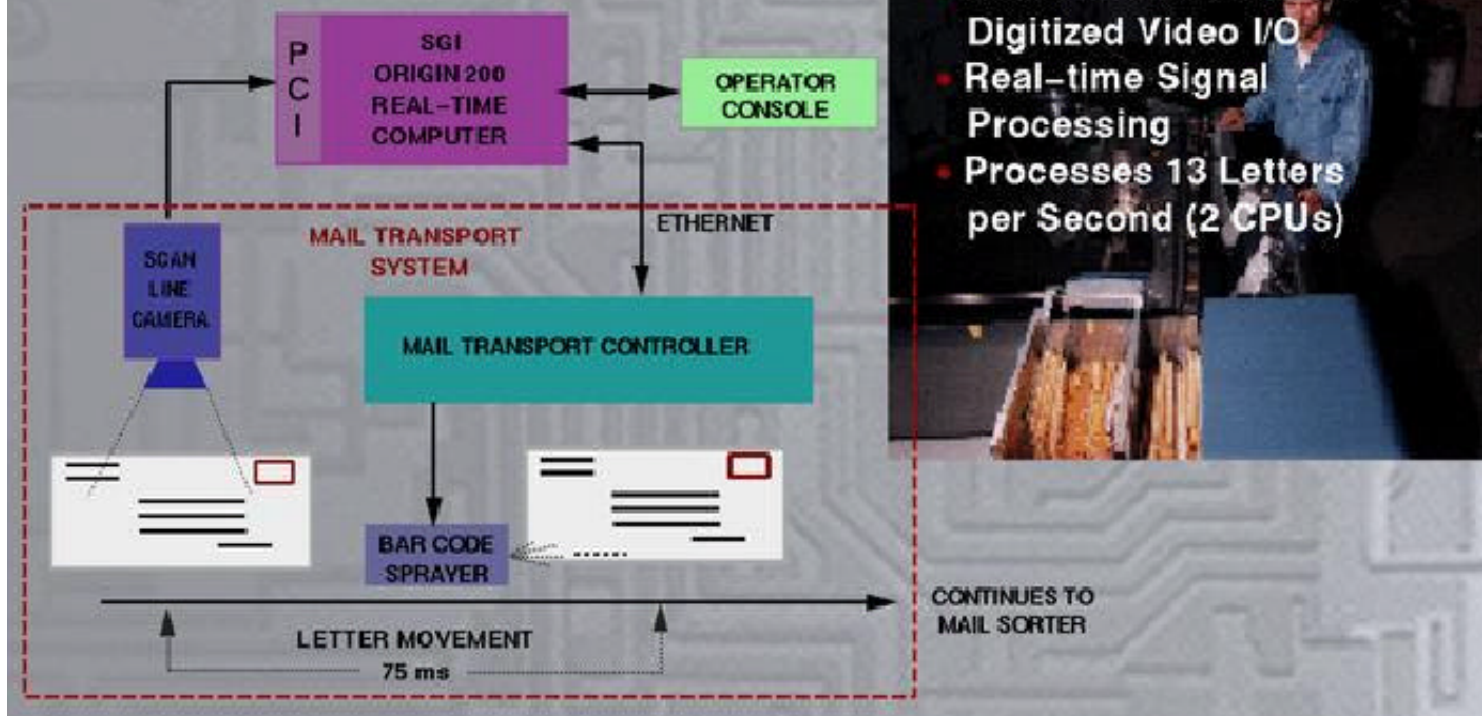 P
C
I
SGI
ORIGIN 200
REAL-TIME
COMPUTER
OPERATOR
CONSOLE
Digitized Video I/O
• Real-time Signal
Processing
• Processes 13 Letters
per Second (2 CPUs)
ETHERNET
MAIL TRANSPORT
SYSTEM
SCAN
LINE
CAMERA
MAIL TRANSPORT CONTROLLER
BAR CODE
SPRAYER
CONTINUES TO
MAIL SORTER
LETTER MOVEMENT
75 ms